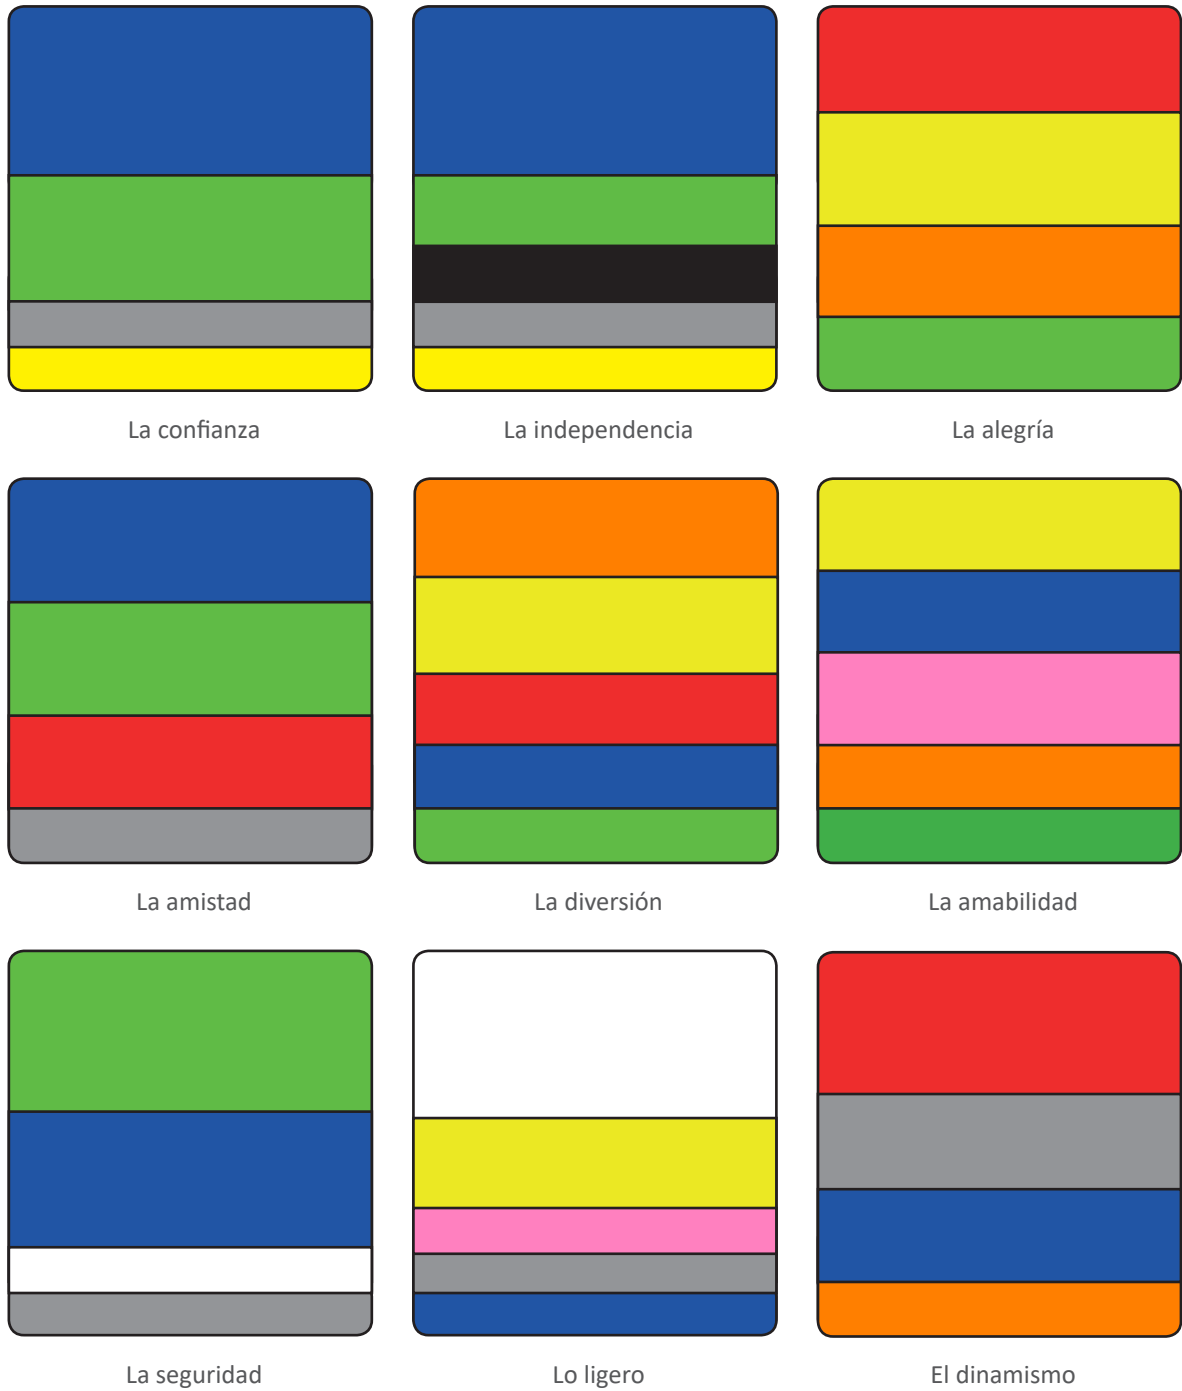 La confianza
La independencia
La alegría
La amistad
La diversión
La amabilidad
La seguridad
Lo ligero
El dinamismo